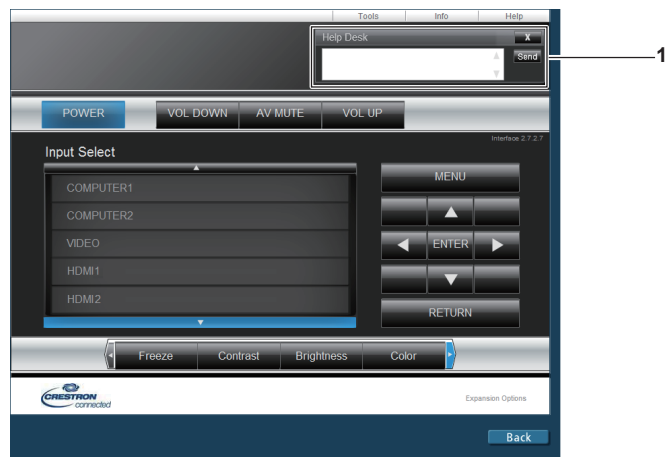 Tools Info Help
Help Desk X
Send
1
POWER VOL DOWN AV MUTE VOL UP
Interface 2.7.2.7
Input Select
COMPUTER1
COMPUTER2
VIDEO
HDMI1
HDMI2
MENU
ENTER
RETURN
Freeze Contrast Brightness Color
CRESTRON
connected
Expansion Options
Back